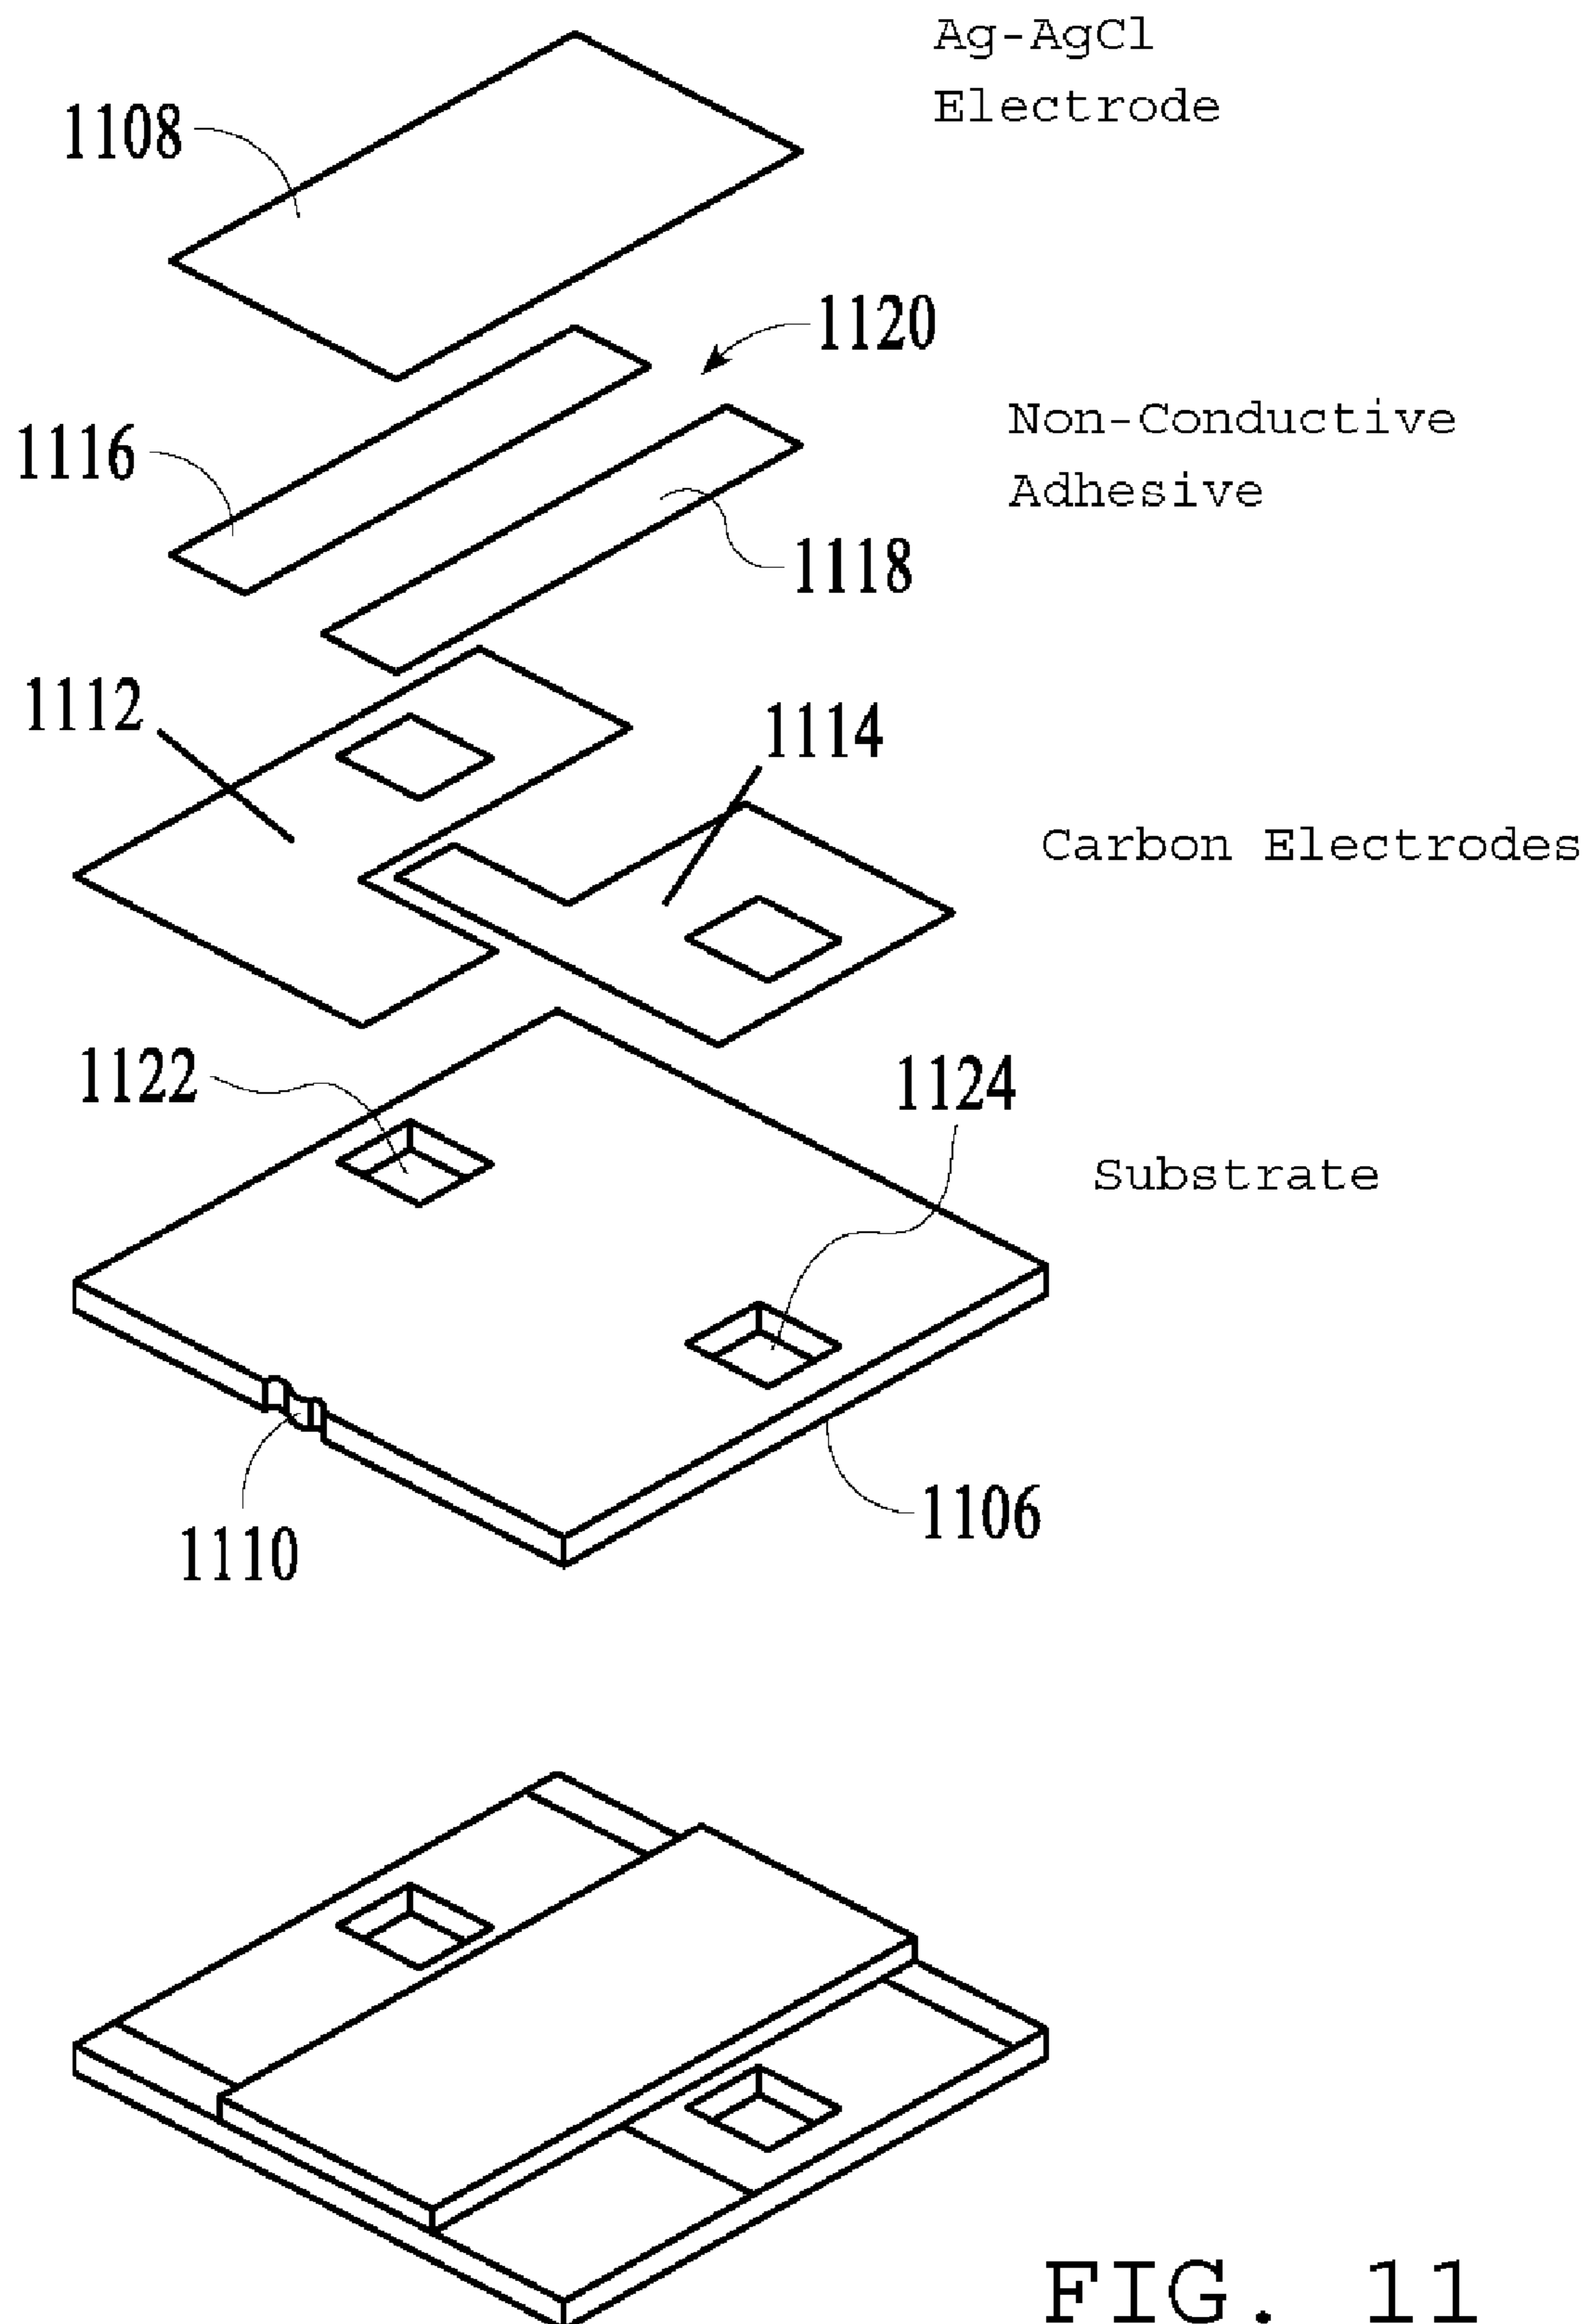 Ag-AgCl
Electrode
1108
1120
Non-Conductive
Adhesive
1116
1118
1112
1114
Carbon Electrodes
1122
1124
Substrate
1106
1110
FIG. 11